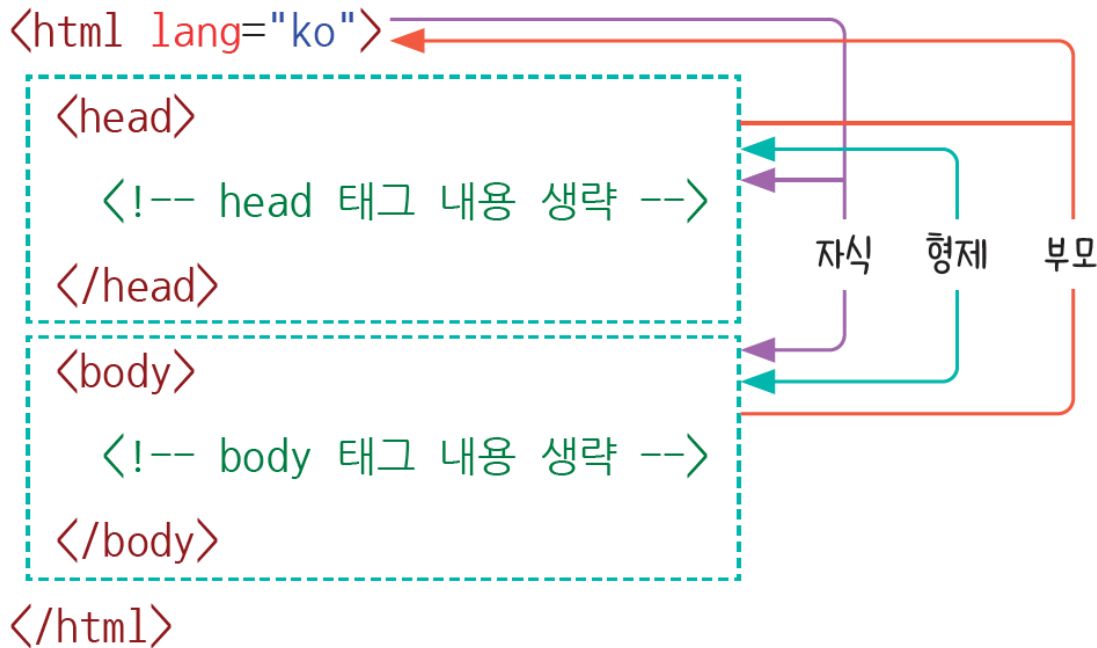 <html lang="ko">
<head>
<!-- head 태그 내용 생략 -->
</head>
자식 형제 부모
<body>
<!-- body 태그 내용 생략 -->
</body>
</html>